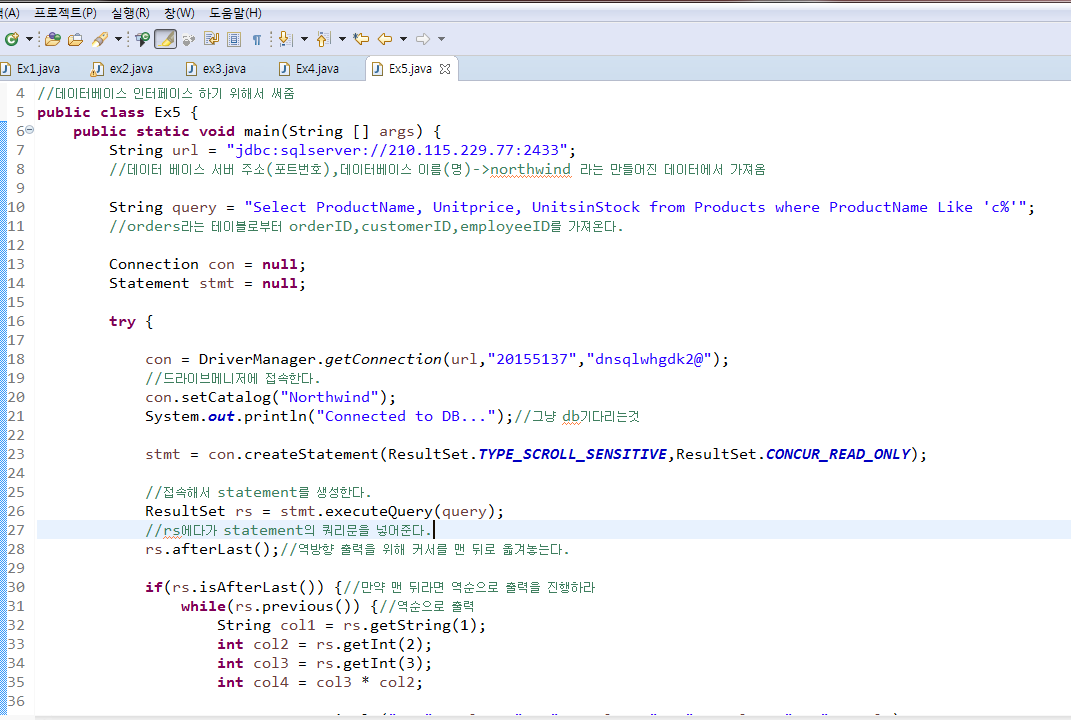 (A) 프로젝트(P) 실행(R) 창(W) 도움말(H)
Ex1.java ex2.java ex3.java Ex4.java Ex5.java
4 //데이터베이스 인터페이스 하기 위해서 써줌
5 public class Ex5 {
6 public static void main(String [] args) {
7 String url = "jdbc:sqlserver://210.115.229.77:2433";
8 //데이터 베이스 서버 주소(포트번호),데이터베이스 이름(명)->northwind 라는 만들어진 데이터에서 가져옴
9
10 String query = "Select ProductName, Unitprice, UnitsinStock from Products where ProductName Like 'c%'";
11 //orders라는 테이블로부터 orderID,customerID,employeeID를 가져온다.
12
13 Connection con = null;
14 Statement stmt = null;
15
16 try {
17
18 con = DriverManager.getConnection(url,"20155137","dnsqlwhgdk2@");
19 //드라이브메니저에 접속한다.
20 con.setCatalog("Northwind");
21 System.out.println("Connected to DB...");//그냥 db기다리는것
22
23 stmt = con.createStatement(ResultSet.TYPE_SCROLL_SENSITIVE,ResultSet.CONCUR_READ_ONLY);
24
25 //접속해서 statement를 생성한다.
26 ResultSet rs = stmt.executeQuery(query);
27 //rs에다가 statement의 쿼리문을 넣어준다.
28 rs.afterLast();//역방향 출력을 위해 커서를 맨 뒤로 옮겨놓는다.
29
30 if(rs.isAfterLast()) {//만약 맨 뒤라면 역순으로 출력을 진행하라
31 while(rs.previous()) {//역순으로 출력
32 String col1 = rs.getString(1);
33 int col2 = rs.getInt(2);
34 int col3 = rs.getInt(3);
35 int col4 = col3 * col2;
36